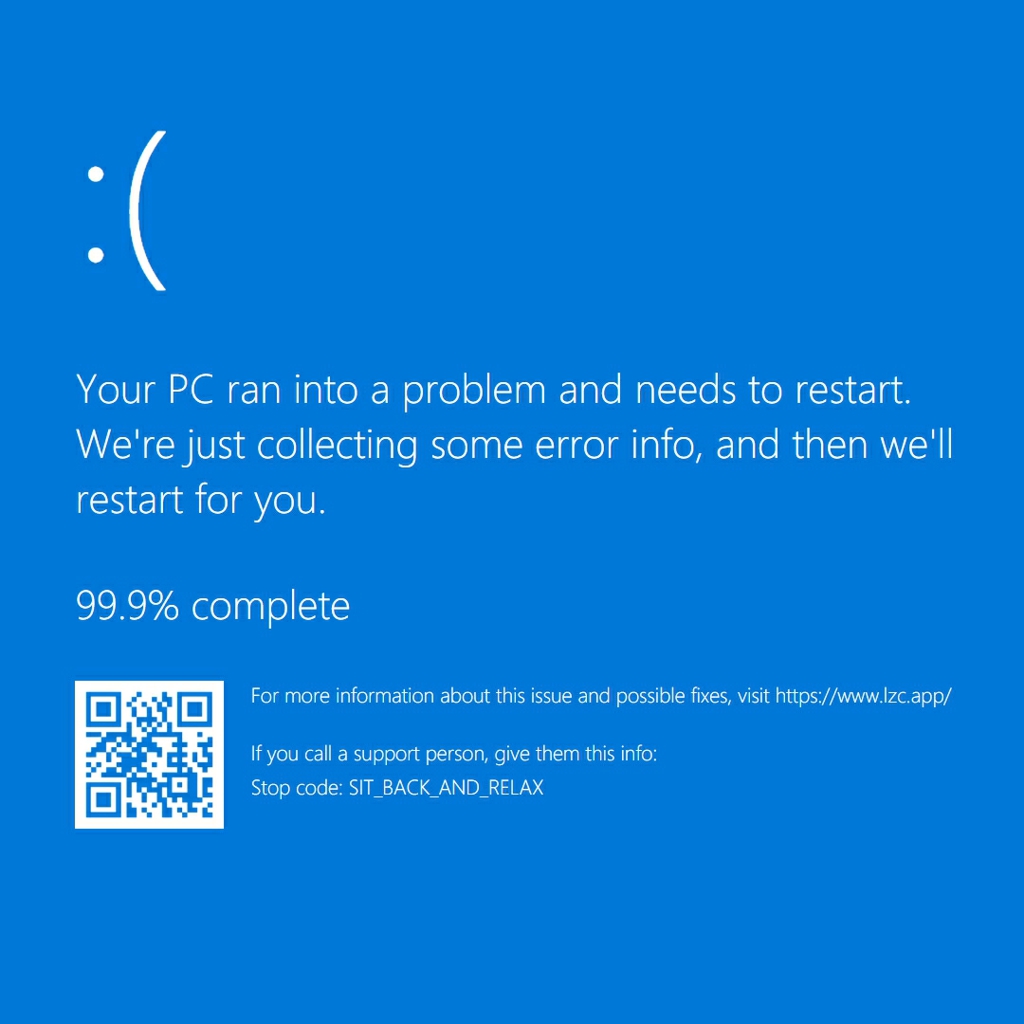 :(
Your PC ran into a problem and needs to restart.
We're just collecting some error info, and then we'll
restart for you.
99.9% complete
For more information about this issue and possible fixes, visit https://www.lzc.app/
If you call a support person, give them this info:
Stop code: SIT_BACK_AND_RELAX